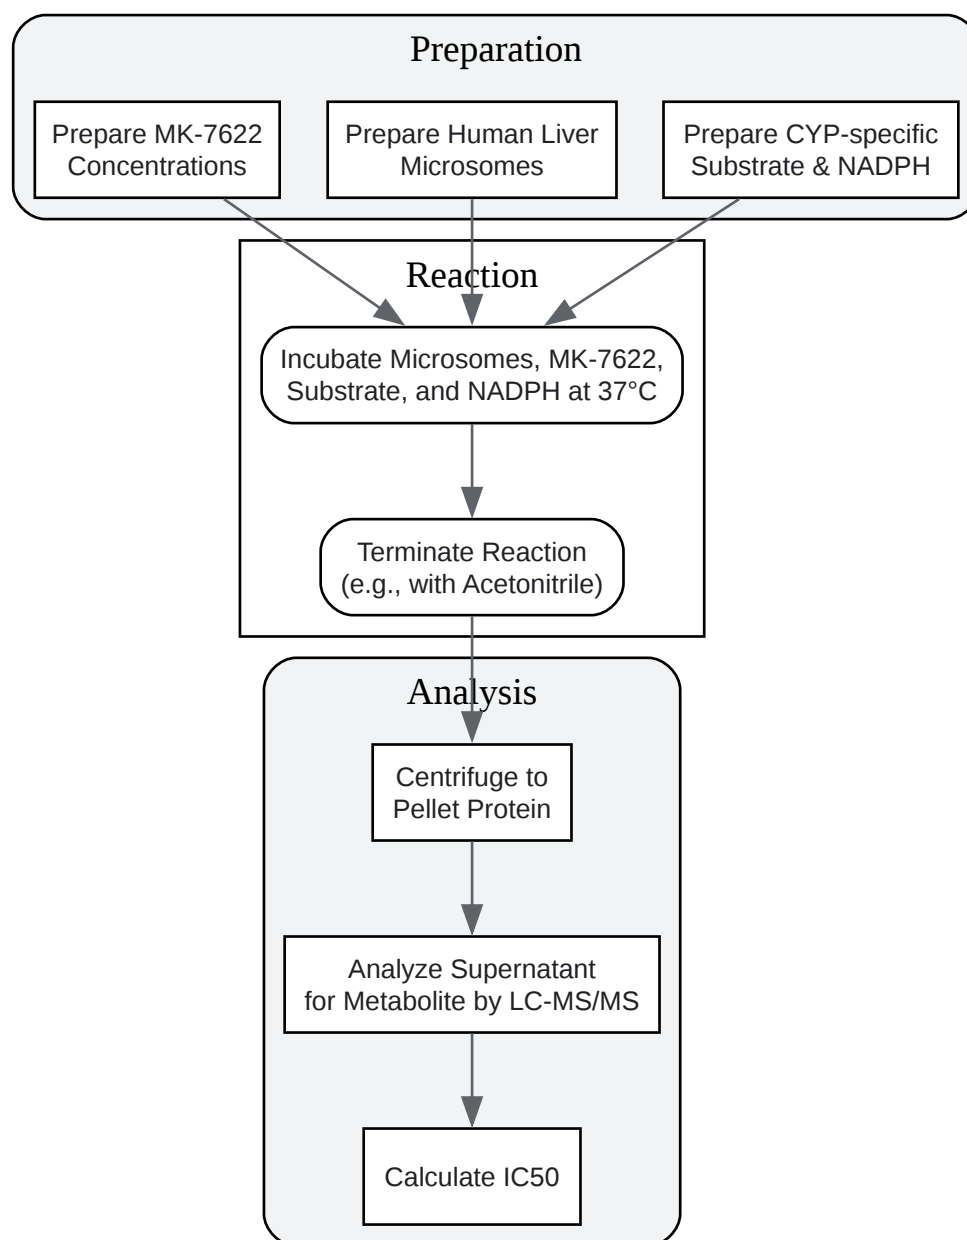 Preparation
Prepare MK-7622
Concentrations
Prepare Human Liver
Microsomes
Prepare CYP-specific
Substrate & NADPH
Reaction
Incubate Microsomes, MK-7622,
Substrate, and NADPH at 37°C
Terminate Reaction
(e.g., with Acetonitrile)
Analysis
Centrifuge to
Pellet Protein
Analyze Supernatant
for Metabolite by LC-MS/MS
Calculate IC50